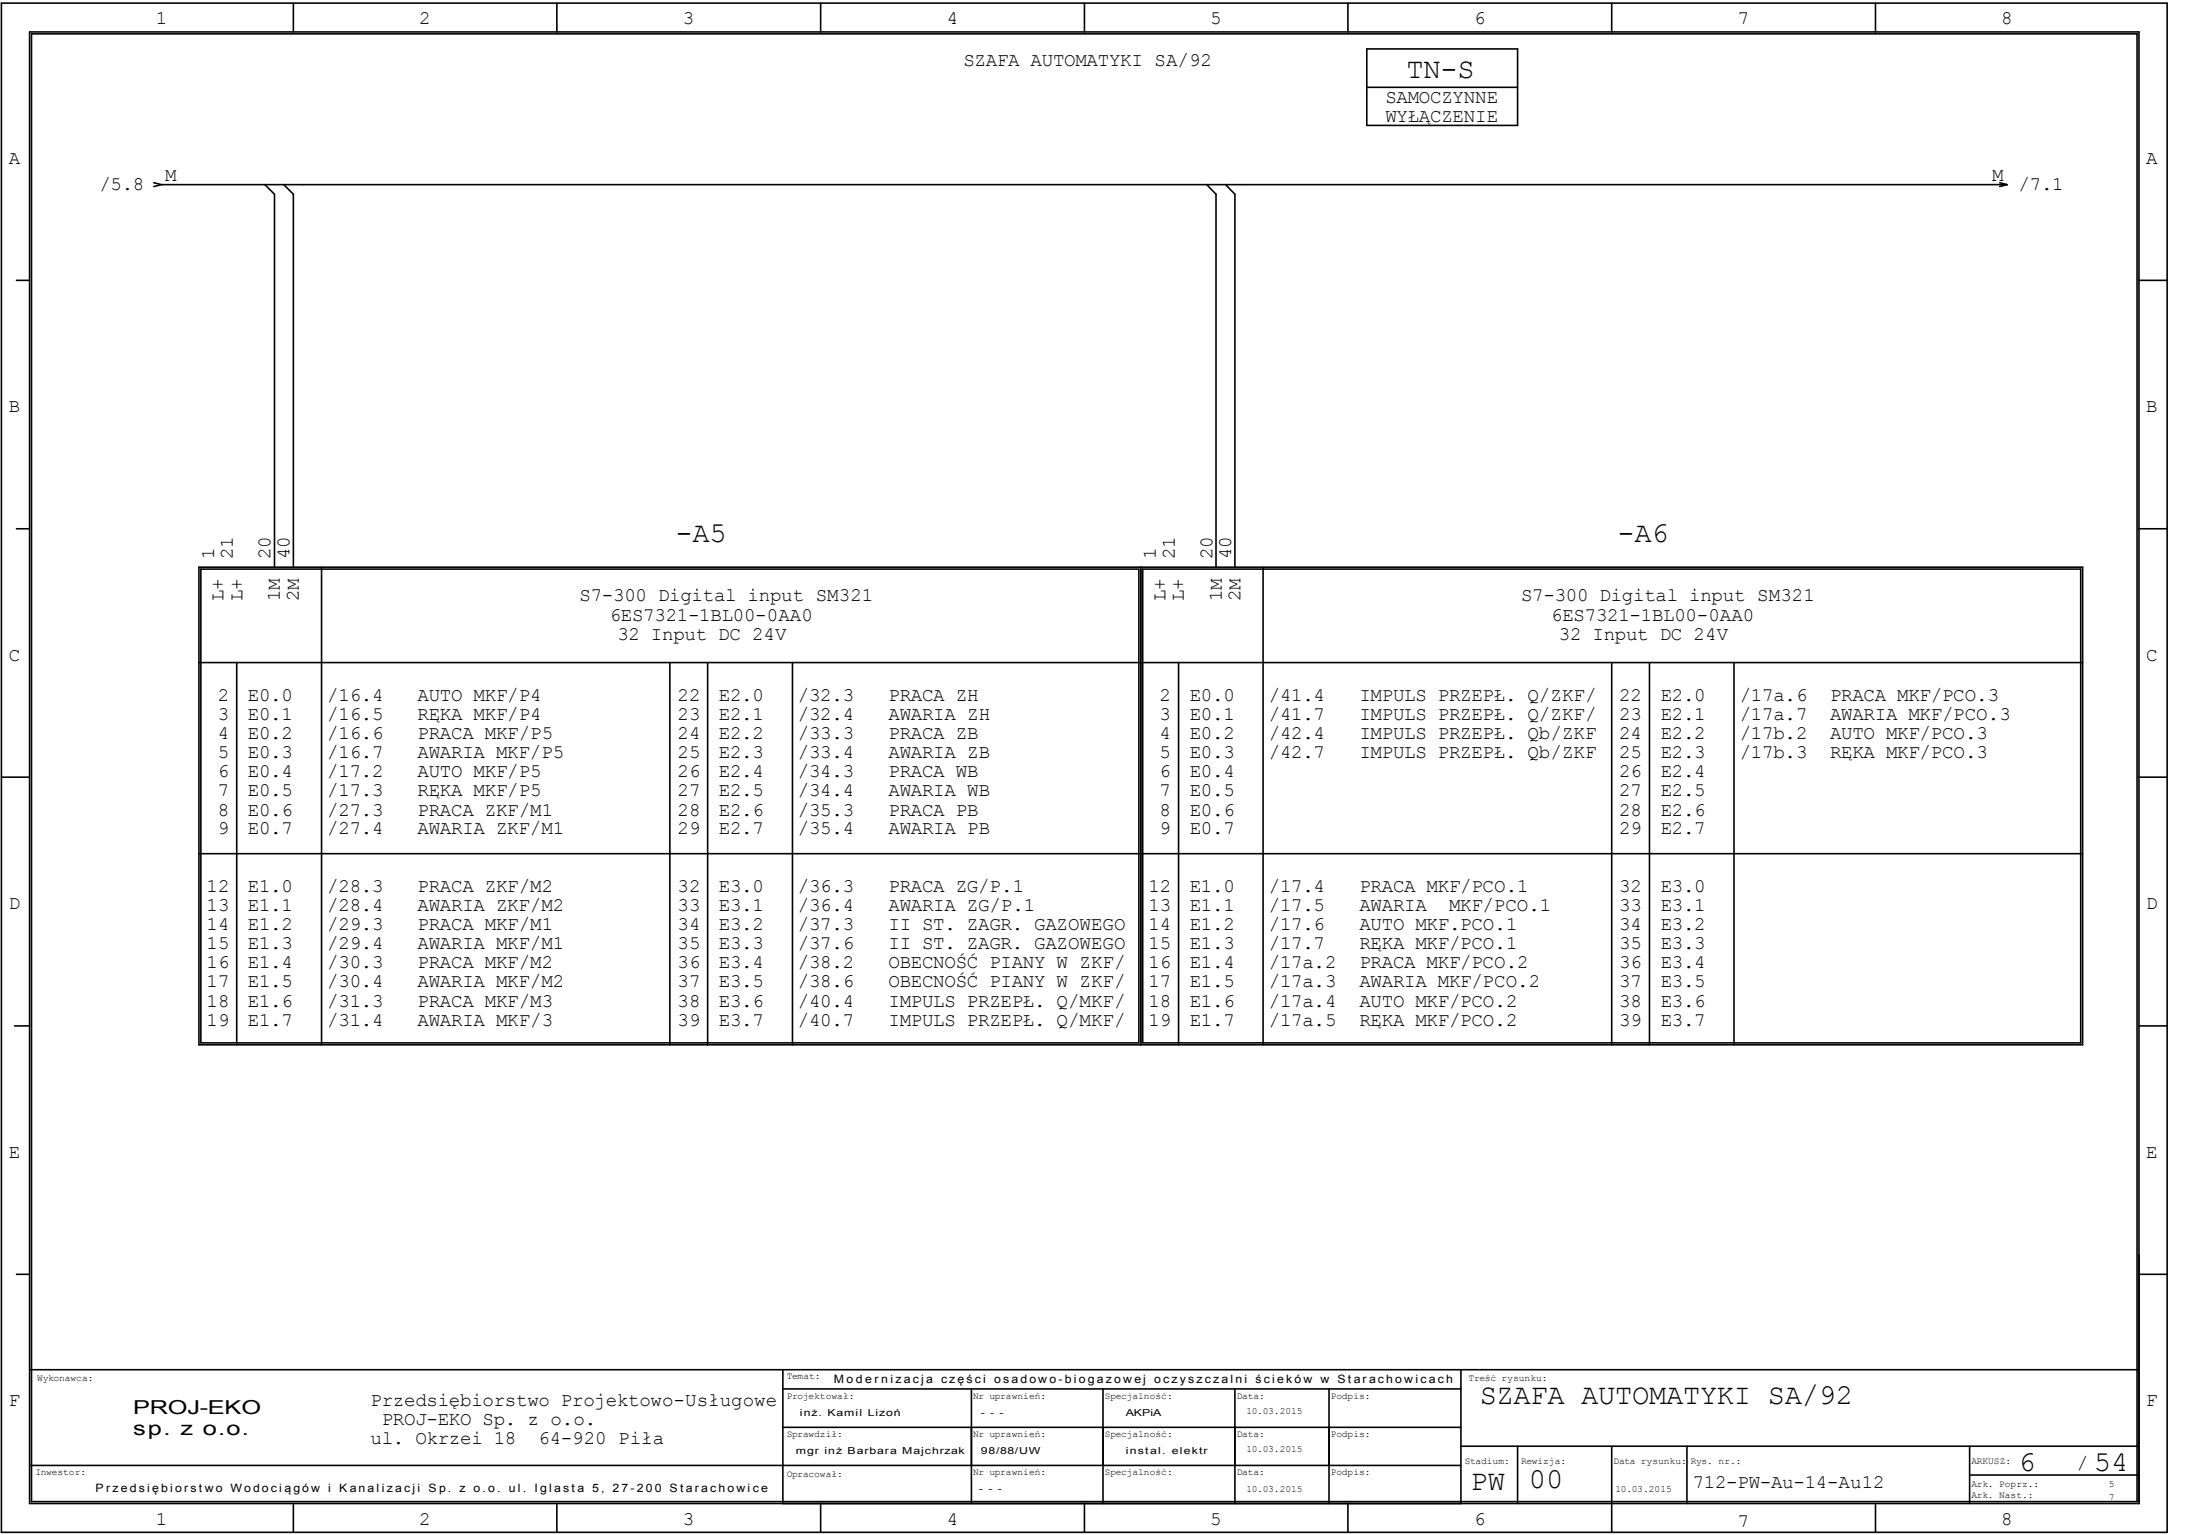 1 2 3 4 5 6 7 8
SZAFA AUTOMATYKI SA/92
TN-S
SAMOCZYNNE
WYŁĄCZENIE
A A
/5.8 M M /7.1
B B
-A5 -A6
1 21 20 40 1 21 20 40
L+ L+ 1M 2M L+ L+ 1M 2M
S7-300 Digital input SM321
6ES7321-1BL00-0AA0
32 Input DC 24V
S7-300 Digital input SM321
6ES7321-1BL00-0AA0
32 Input DC 24V
C C
2 E0.0 /16.4 AUTO MKF/P4 22 E2.0 /32.3 PRACA ZH 2 E0.0 /41.4 IMPULS PRZEPŁ. Q/ZKF/ 22 E2.0 /17a.6 PRACA MKF/PCO.3
3 E0.1 /16.5 RĘKA MKF/P4 23 E2.1 /32.4 AWARIA ZH 3 E0.1 /41.7 IMPULS PRZEPŁ. Q/ZKF/ 23 E2.1 /17a.7 AWARIA MKF/PCO.3
4 E0.2 /16.6 PRACA MKF/P5 24 E2.2 /33.3 PRACA ZB 4 E0.2 /42.4 IMPULS PRZEPŁ. Qb/ZKF 24 E2.2 /17b.2 AUTO MKF/PCO.3
5 E0.3 /16.7 AWARIA MKF/P5 25 E2.3 /33.4 AWARIA ZB 5 E0.3 /42.7 IMPULS PRZEPŁ. Qb/ZKF 25 E2.3 /17b.3 RĘKA MKF/PCO.3
6 E0.4 /17.2 AUTO MKF/P5 26 E2.4 /34.3 PRACA WB 6 E0.4 26 E2.4
7 E0.5 /17.3 RĘKA MKF/P5 27 E2.5 /34.4 AWARIA WB 7 E0.5 27 E2.5
8 E0.6 /27.3 PRACA ZKF/M1 28 E2.6 /35.3 PRACA PB 8 E0.6 28 E2.6
9 E0.7 /27.4 AWARIA ZKF/M1 29 E2.7 /35.4 AWARIA PB 9 E0.7 29 E2.7
12 E1.0 /28.3 PRACA ZKF/M2 32 E3.0 /36.3 PRACA ZG/P.1 12 E1.0 /17.4 PRACA MKF/PCO.1 32 E3.0
D 13 E1.1 /28.4 AWARIA ZKF/M2 33 E3.1 /36.4 AWARIA ZG/P.1 13 E1.1 /17.5 AWARIA MKF/PCO.1 33 E3.1 D
14 E1.2 /29.3 PRACA MKF/M1 34 E3.2 /37.3 II ST. ZAGR. GAZOWEGO 14 E1.2 /17.6 AUTO MKF.PCO.1 34 E3.2
15 E1.3 /29.4 AWARIA MKF/M1 35 E3.3 /37.6 II ST. ZAGR. GAZOWEGO 15 E1.3 /17.7 RĘKA MKF/PCO.1 35 E3.3
16 E1.4 /30.3 PRACA MKF/M2 36 E3.4 /38.2 OBECNOŚĆ PIANY W ZKF/ 16 E1.4 /17a.2 PRACA MKF/PCO.2 36 E3.4
17 E1.5 /30.4 AWARIA MKF/M2 37 E3.5 /38.6 OBECNOŚĆ PIANY W ZKF/ 17 E1.5 /17a.3 AWARIA MKF/PCO.2 37 E3.5
18 E1.6 /31.3 PRACA MKF/M3 38 E3.6 /40.4 IMPULS PRZEPŁ. Q/MKF/ 18 E1.6 /17a.4 AUTO MKF/PCO.2 38 E3.6
19 E1.7 /31.4 AWARIA MKF/3 39 E3.7 /40.7 IMPULS PRZEPŁ. Q/MKF/ 19 E1.7 /17a.5 RĘKA MKF/PCO.2 39 E3.7
E E
F F
Wykonawca:
PROJ-EKO
sp. z o.o.
Przedsiębiorstwo Projektowo-Usługowe
PROJ-EKO Sp. z o.o.
ul. Okrzei 18 64-920 Piła
Inwestor:
Przedsiębiorstwo Wodociągów i Kanalizacji Sp. z o.o. ul. Iglasta 5, 27-200 Starachowice
Temat: Modernizacja części osadowo-biogazowej oczyszczalni ścieków w Starachowicach
Projektował: Nr uprawnień: Specjalność: Data: Podpis:
inż. Kamil Lizoń --- AKPiA 10.03.2015
Sprawdził: Nr uprawnień: Specjalność: Data: Podpis:
mgr inż Barbara Majchrzak 98/88/UW instal. elektr 10.03.2015
Opracował: Nr uprawnień: Specjalność: Data: Podpis:
--- 10.03.2015
Treść rysunku:
SZAFA AUTOMATYKI SA/92
Stadium: Rewizja: Data rysunku: Rys. nr.: ARKUSZ: 6 / 54
PW 00 10.03.2015 712-PW-Au-14-Au12
Ark. Poprz.: 5
Ark. Nast.: 7
1 2 3 4 5 6 7 8